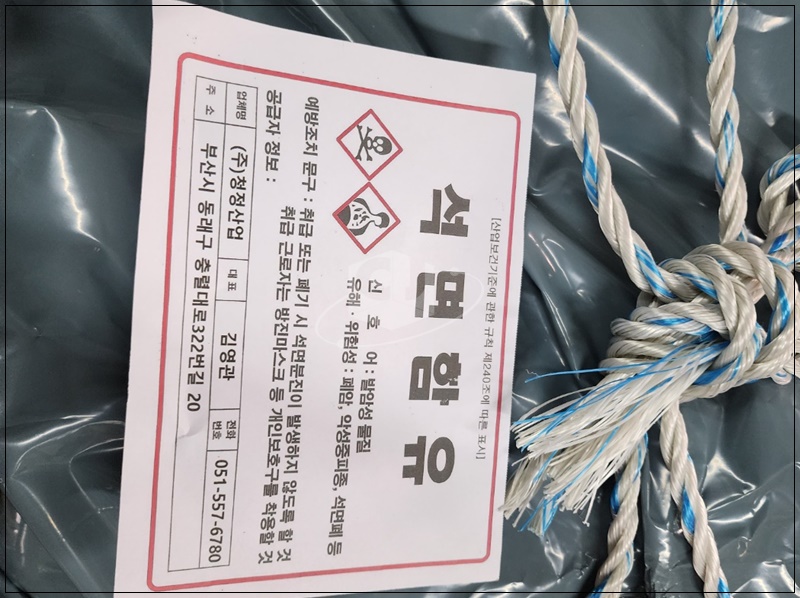 [산업보건기준에 관한 규칙 제240조에 따른 표시]
석면함유
신 호 어 : 발암성 물질
유해 · 위험성 : 폐암, 악성중피종, 석면폐 등
예방조치 문구 : 취급 또는 폐기 시 석면분진이 발생하지 않도록 할 것
취급 근로자는 방진마스크 등 개인보호구를 착용할 것
공급자 정보 :
업체명 (주)청정산업 대표 김영관 전화번호 051-557-6780
주 소 부산시 동래구 충렬대로322번길 20